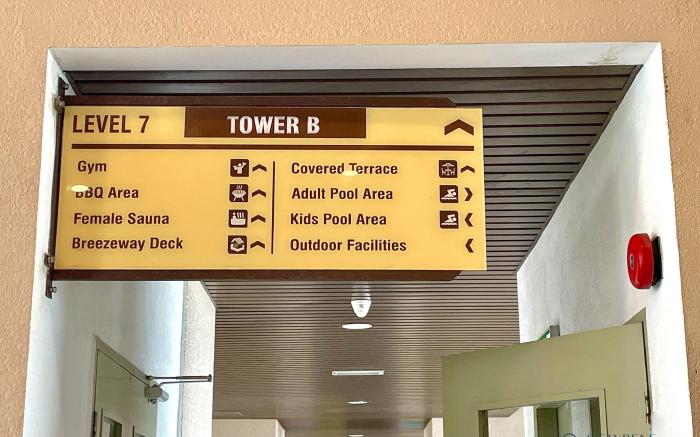 LEVEL 7 TOWER B
Gym
BBQ Area
Female Sauna
Breezeway Deck
Covered Terrace
Adult Pool Area
Kids Pool Area
Outdoor Facilities